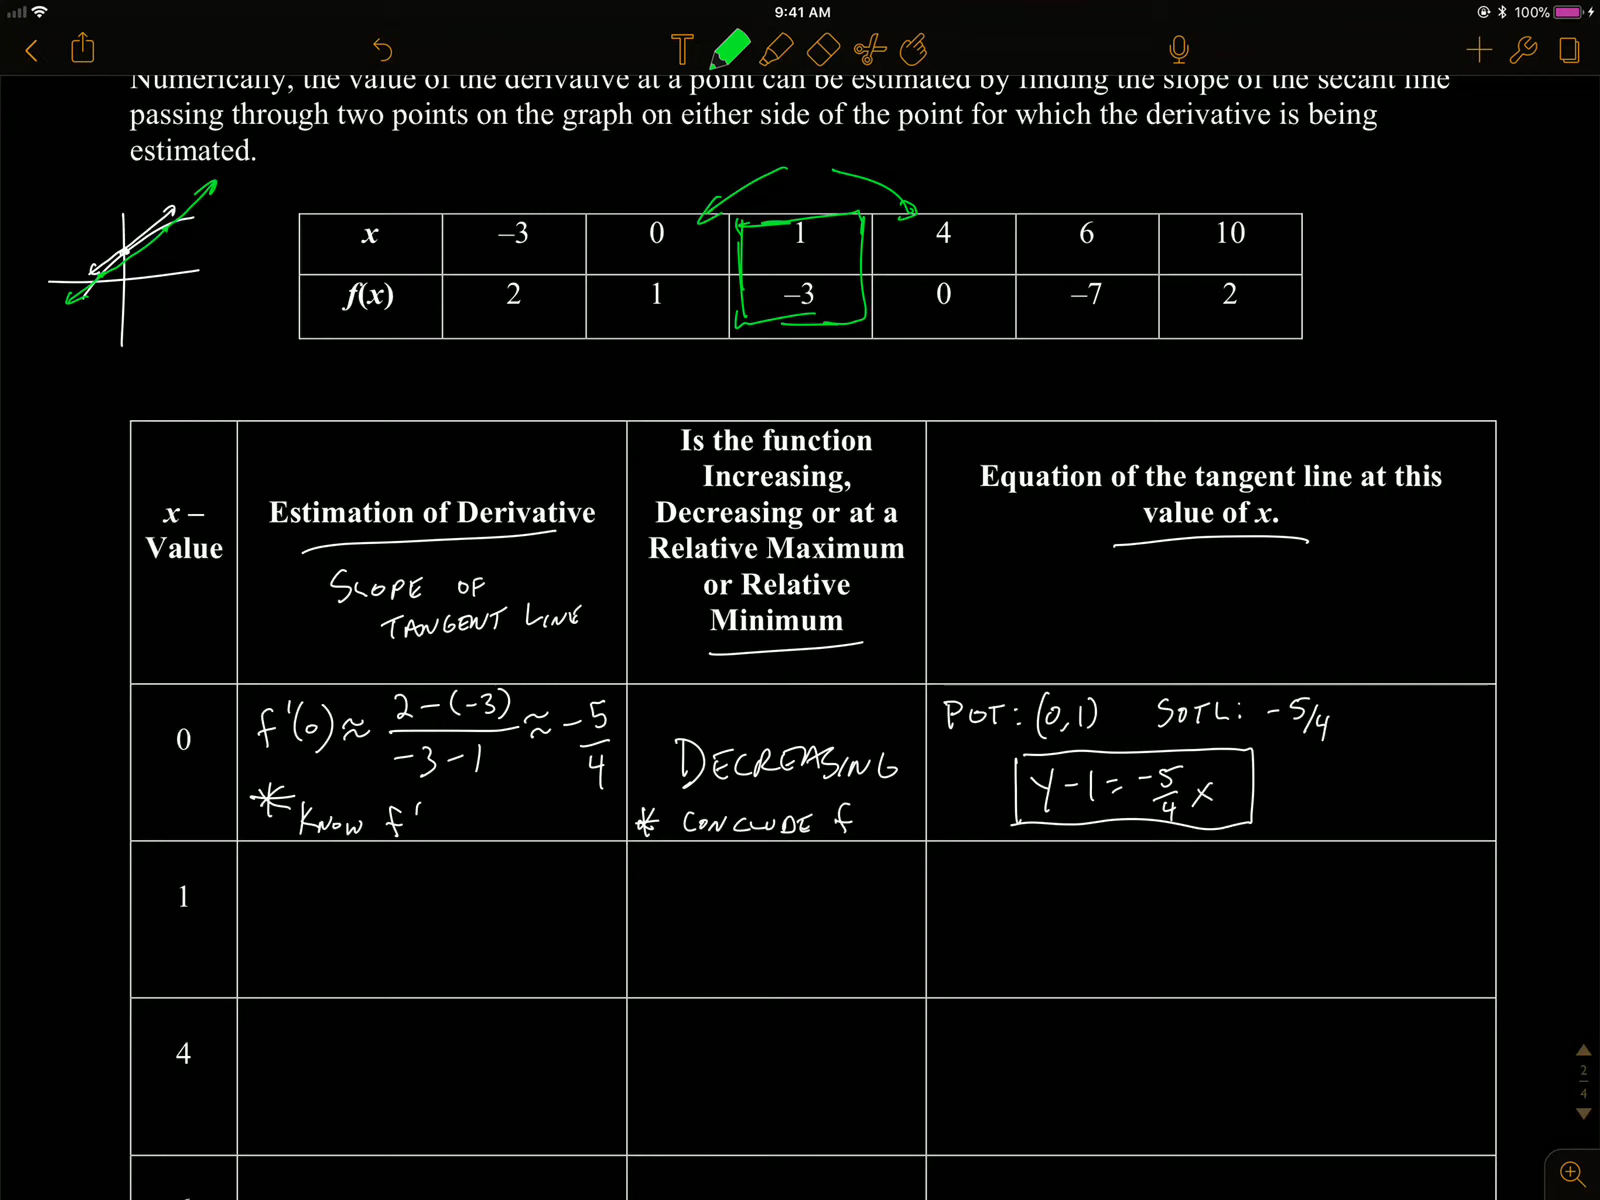 9:41 AM
100%
T
Numerically, the value of the derivative at a point can be estimated by finding the slope of the secant line
passing through two points on the graph on either side of the point for which the derivative is being
estimated.
x –3 0 1 4 6 10
f(x) 2 1 –3 0 –7 2
x –
Value
Estimation of Derivative
SLOPE OF
TANGENT LINE
Is the function
Increasing,
Decreasing or at a
Relative Maximum
or Relative
Minimum
Equation of the tangent line at this
value of x.
0
f'(0) ≈ 2-(-3)/-3-1 ≈ -5/4
* KNOW f'
DECREASING
* CONCLUDE f
POT: (0,1) SOTL: -5/4
y-1 = -5/4 x
1
4
2
4